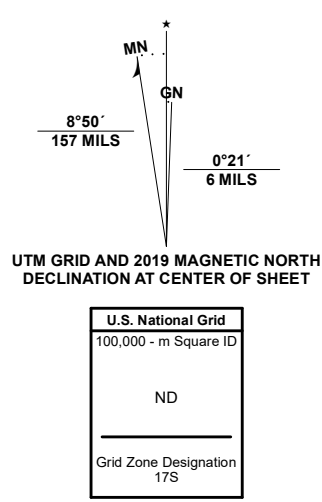 ★
MN
GN
8°50´
157 MILS
0°21´
6 MILS
UTM GRID AND 2019 MAGNETIC NORTH
DECLINATION AT CENTER OF SHEET
U.S. National Grid
100,000 - m Square ID
ND
Grid Zone Designation
17S